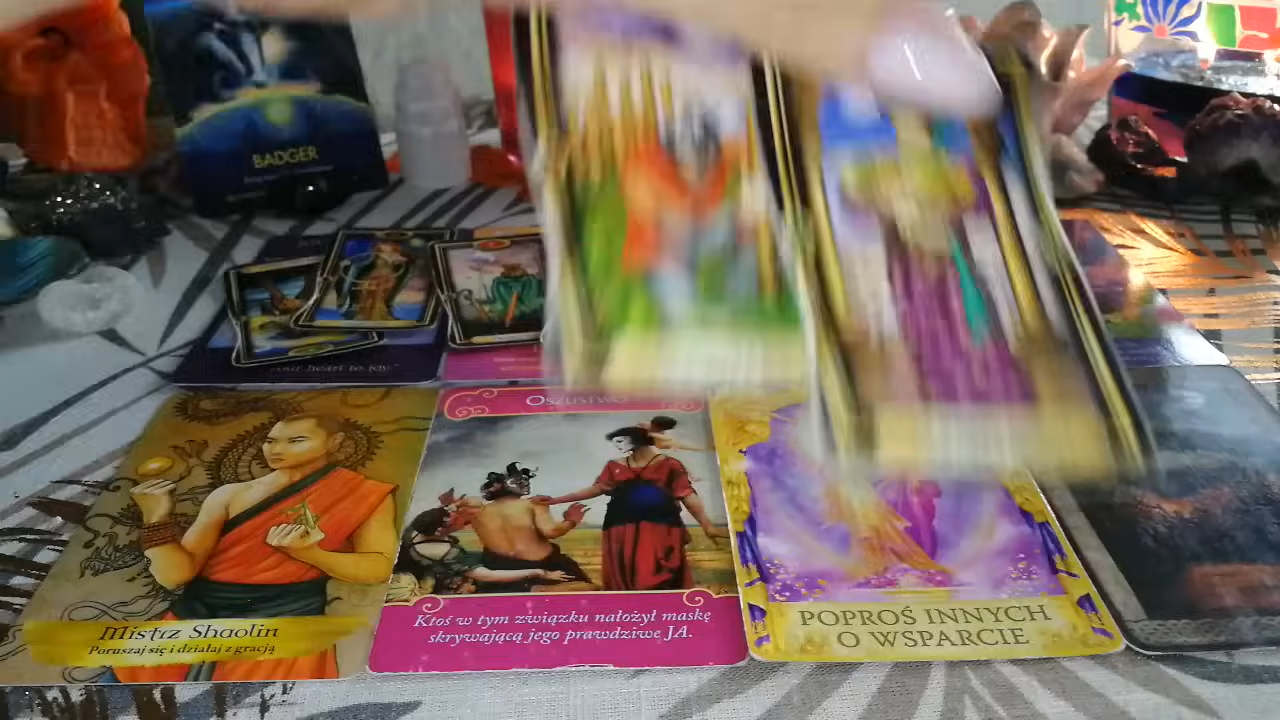 BADGER
your heart to joy."
OSZUSTWO
Mistrz Shaolin
Poruszaj się i działaj z gracją
Ktoś w tym związku nałożył maskę
skrywającą jego prawdziwe JA.
POPROŚ INNYCH
O WSPARCIE